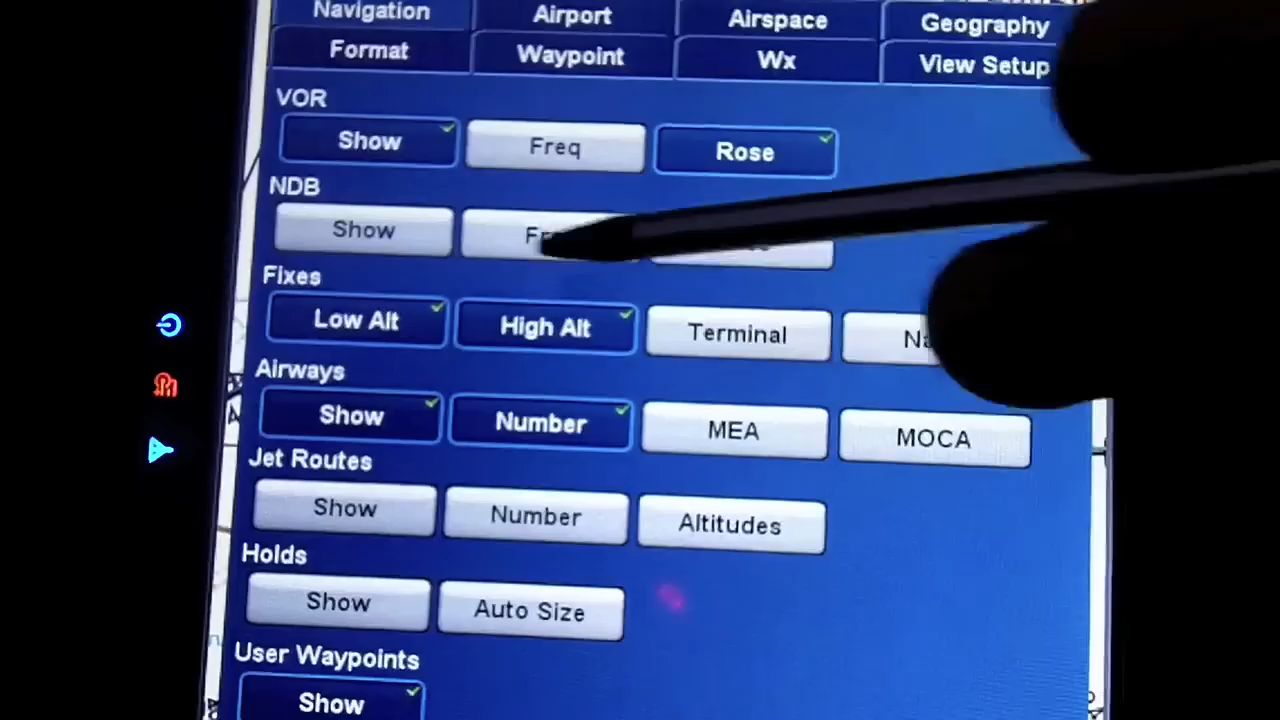 Navigation Airport Airspace Geography
Format Waypoint Wx View Setup
VOR
Show Freq Rose
NDB
Show
Fixes
Low Alt High Alt Terminal
Airways
Show Number MEA MOCA
Jet Routes
Show Number Altitudes
Holds
Show Auto Size
User Waypoints
Show